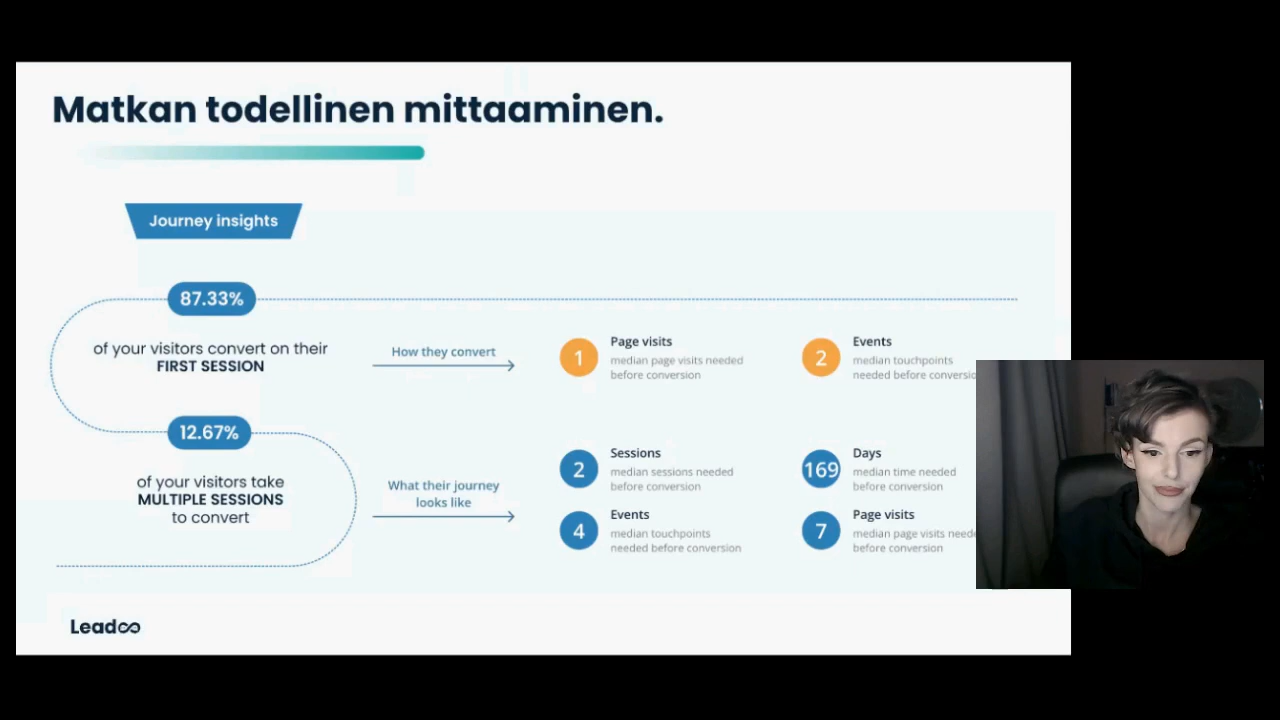 Matkan todellinen mittaaminen.
Journey insights
87.33%
of your visitors convert on their
FIRST SESSION
How they convert
1
Page visits
median page visits needed
before conversion
2
Events
median touchpoints
needed before conversio
12.67%
of your visitors take
MULTIPLE SESSIONS
to convert
What their journey
looks like
2
Sessions
median sessions needed
before conversion
169
Days
median time needed
before conversion
4
Events
median touchpoints
needed before conversion
7
Page visits
median page visits neede
before conversion
Leadoo